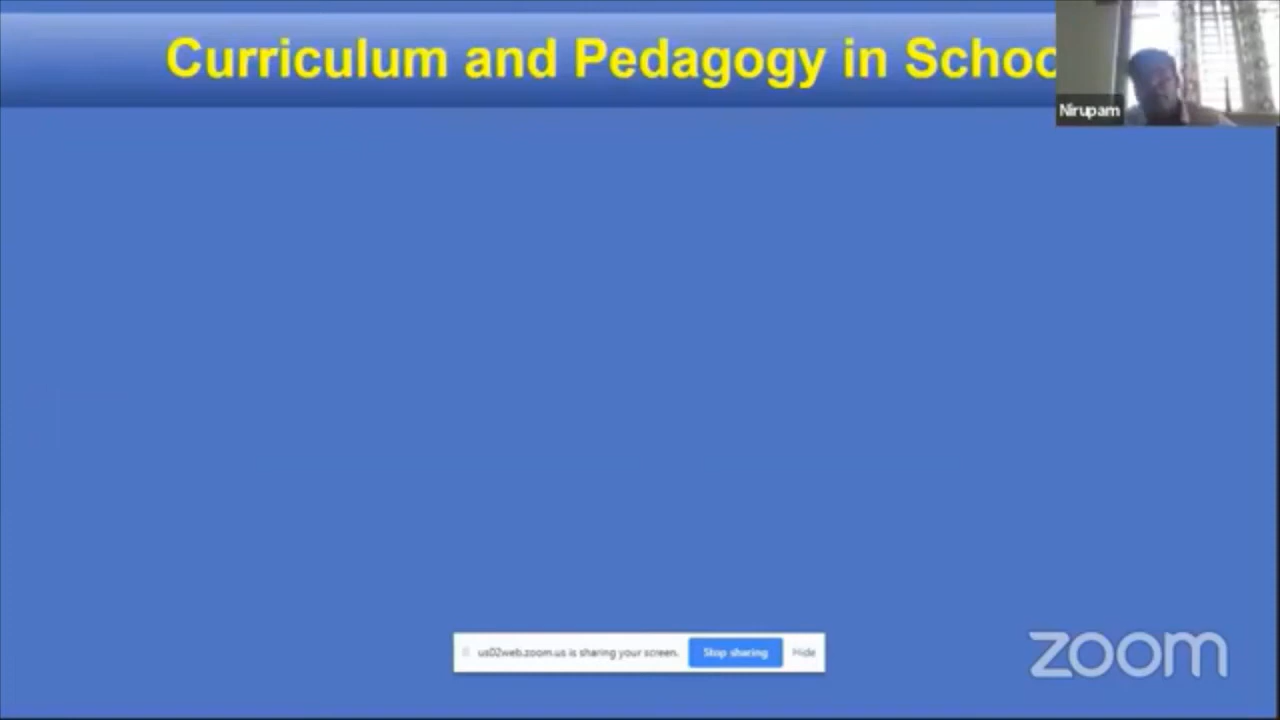 Curriculum and Pedagogy in Schoo
Nirupam
us02web.zoom.us is sharing your screen.
Stop sharing
Hide
zoom